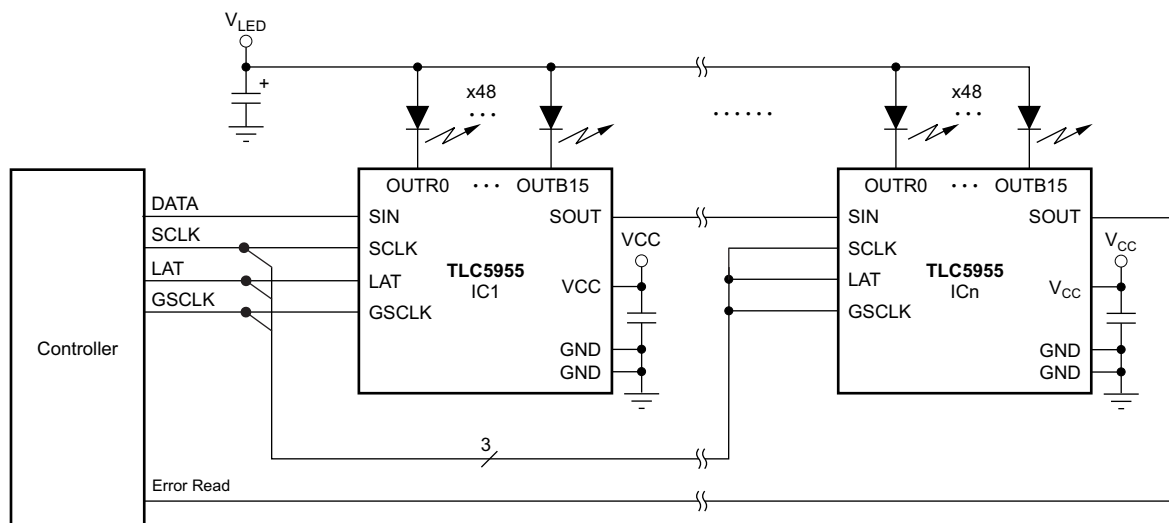 VLED
+
x48
...
x48
...
......
OUTR0 ... OUTB15
OUTR0 ... OUTB15
DATA
SIN
SOUT
SIN
SOUT
SCLK
SCLK
VCC
SCLK
VCC
LAT
LAT
TLC5955
IC1
VCC
LAT
TLC5955
ICn
VCC
GSCLK
GSCLK
GSCLK
Controller
GND
GND
GND
GND
3
Error Read